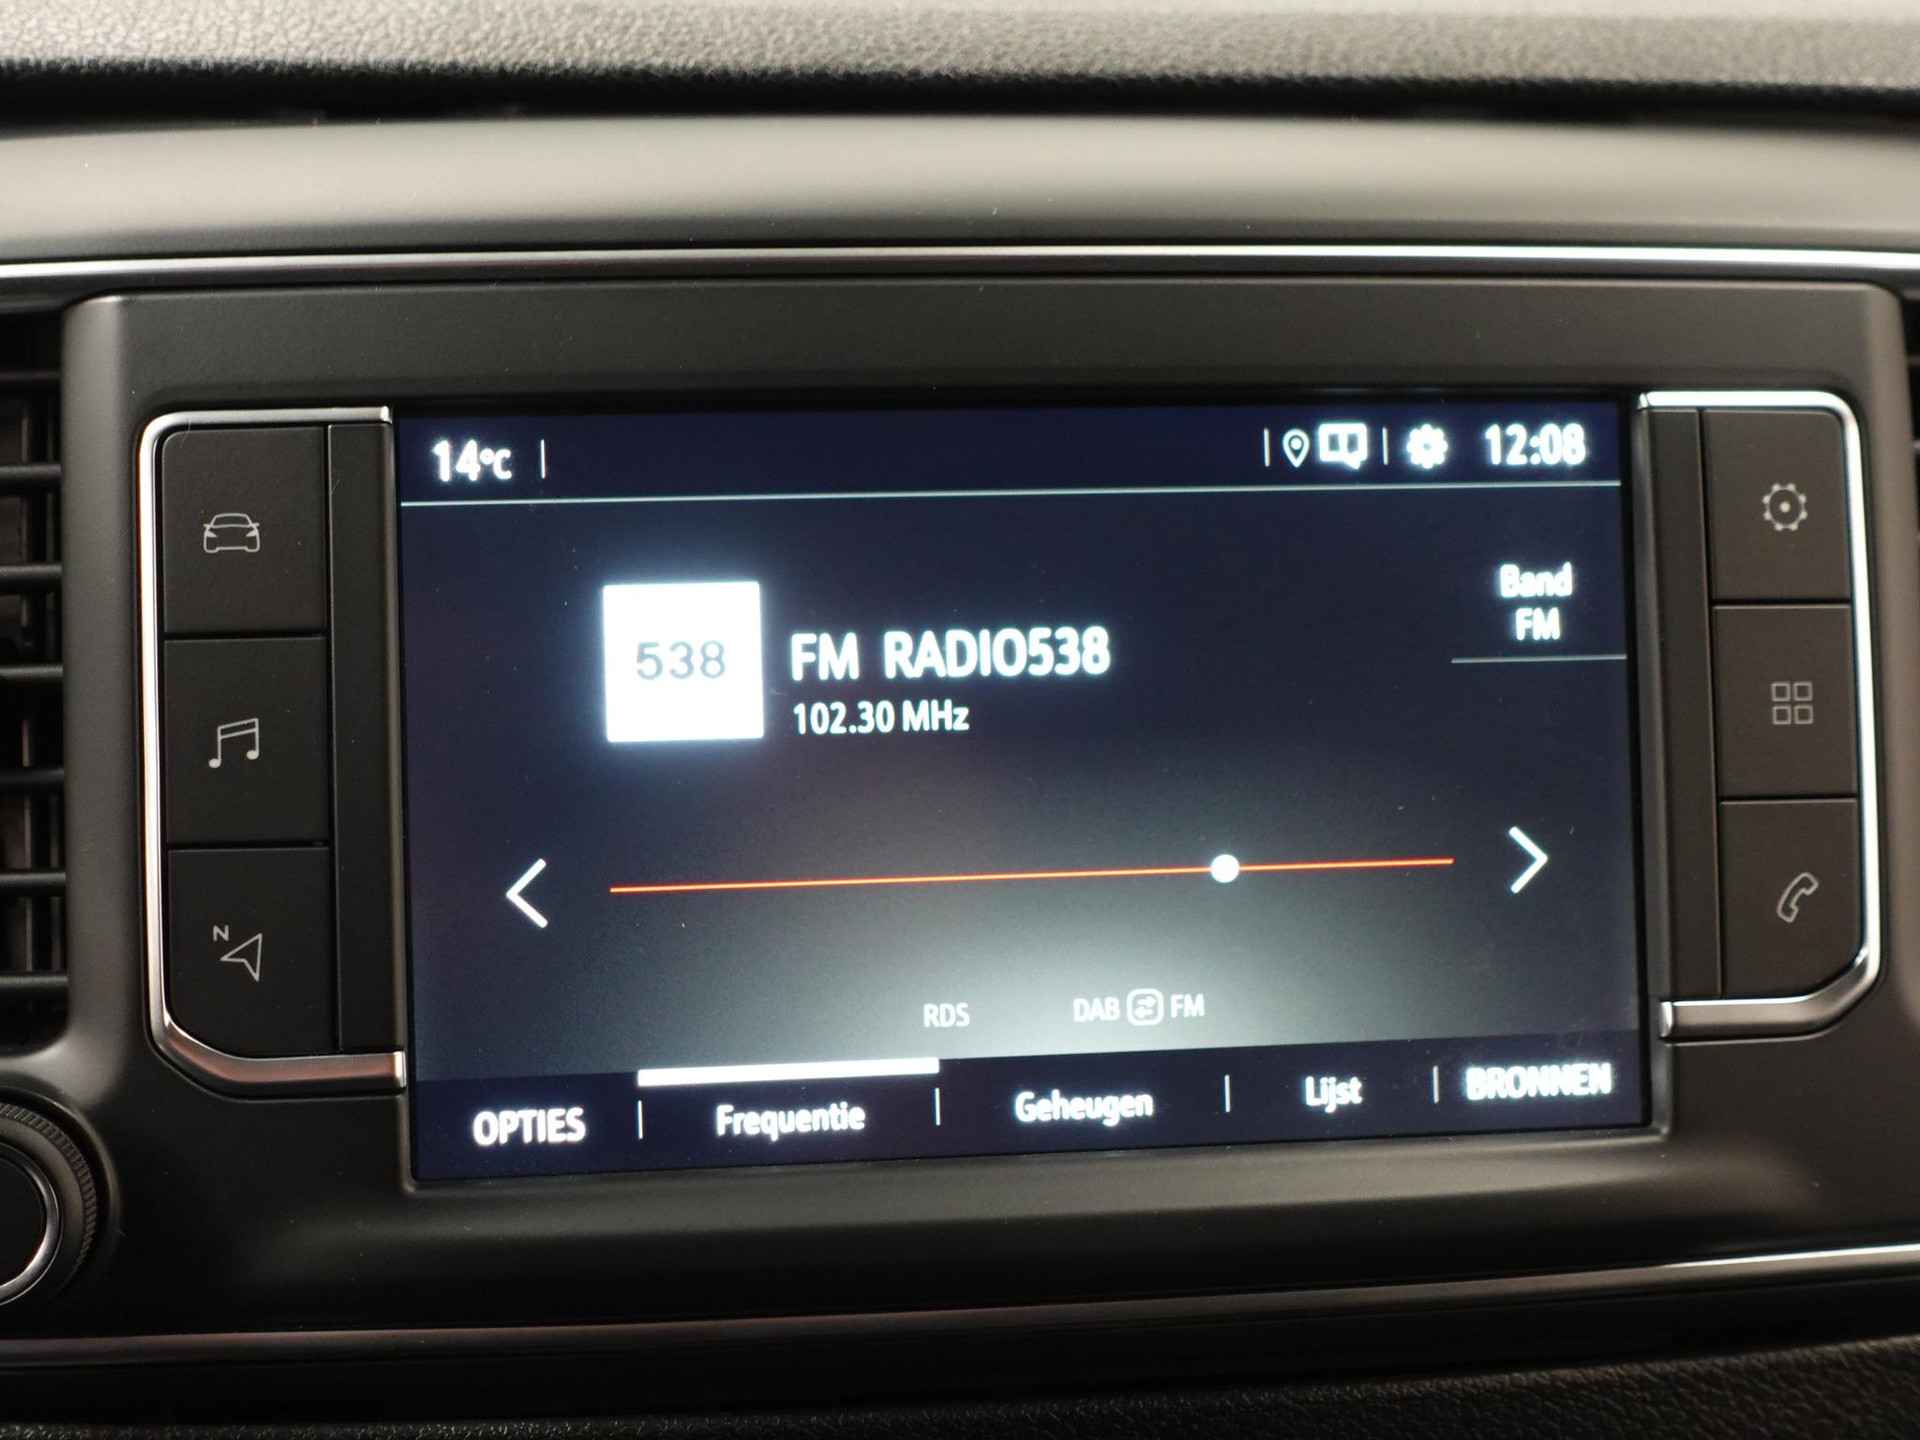 14°C
12:08
Band
FM
538
FM RADIO538
102.30 MHz
N
RDS
DAB FM
OPTIES
Frequentie
Geheugen
Lijst
BRONNEN